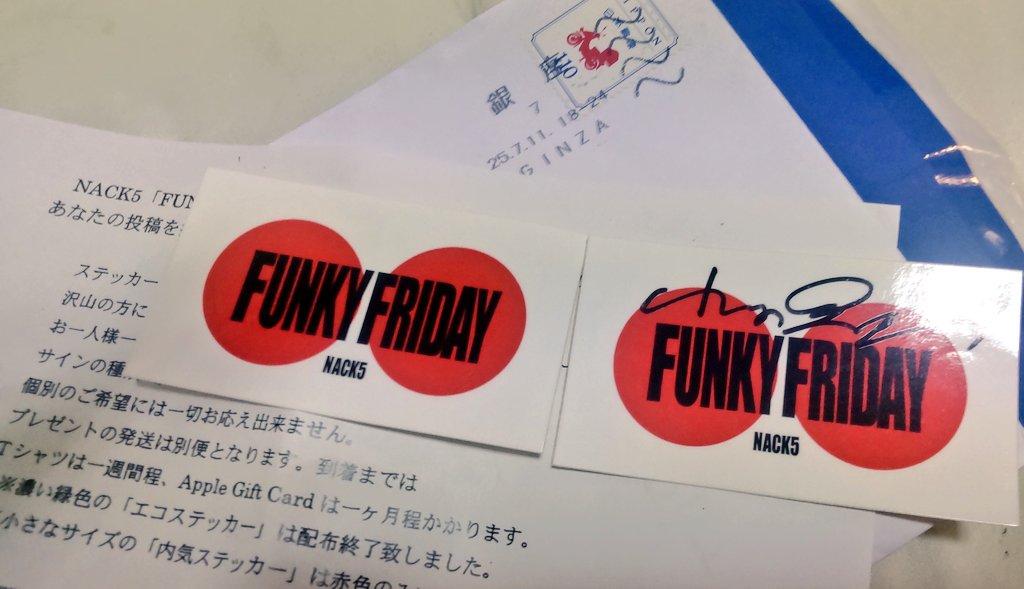 NIPPON
銀座
7
25.7.11. 18-24
GINZA
NACK5「FUN
あなたの投稿を
ステッカー
沢山の方に
お一人様一
サインの種
個別のご希望には一切お応え出来ません。
プレゼントの発送は別便となります。到着までは
Tシャツは一週間程、Apple Gift Card は一ヶ月程かかります。
※濃い緑色の「エコステッカー」は配布終了致しました。
小さなサイズの「内気ステッカー」は赤色の
FUNKY FRIDAY
NACK5
FUNKY FRIDAY
NACK5